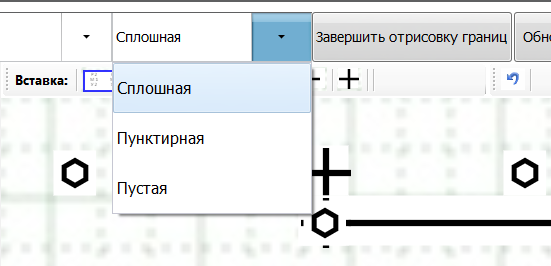 Сплошная
Завершить отрисовку границ
Обно
Вставка:
Сплошная
Пунктирная
Пустая